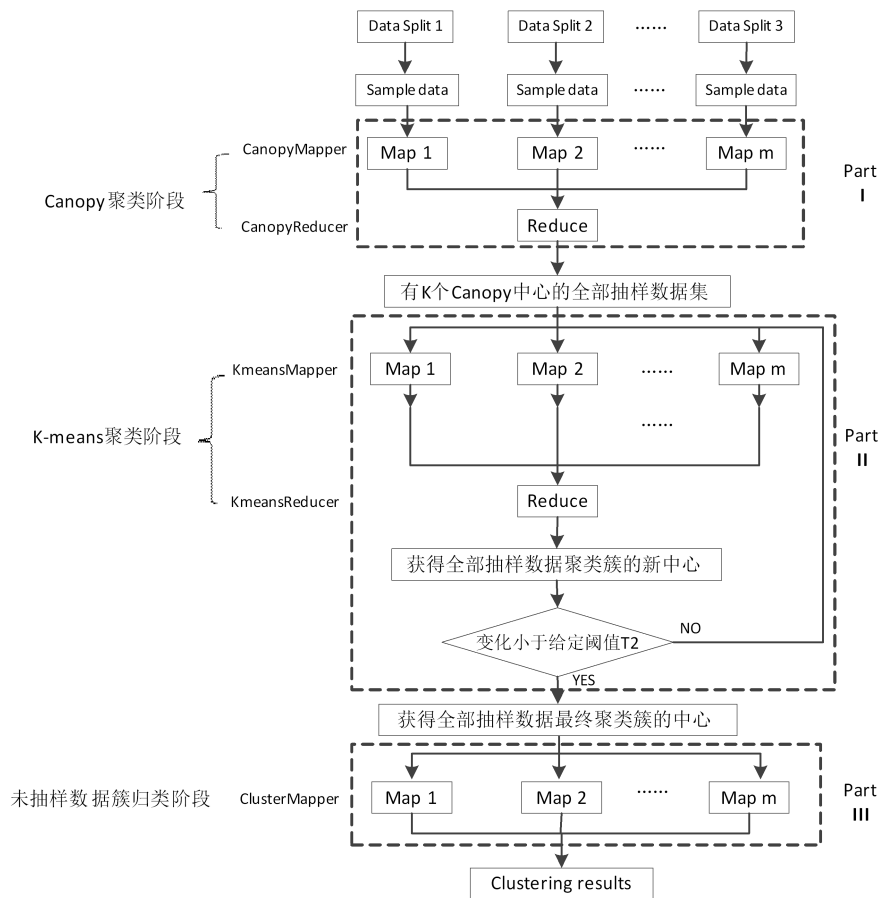 Data Split 1 Data Split 2 …… Data Split 3
Sample data Sample data …… Sample data
CanopyMapper Map 1 Map 2 …… Map m
Part
I
Canopy聚类阶段
CanopyReducer Reduce
有K个Canopy中心的全部抽样数据集
KmeansMapper Map 1 Map 2 …… Map m
……
K-means聚类阶段
Part
II
KmeansReducer Reduce
获得全部抽样数据聚类簇的新中心
变化小于给定阈值T2 NO
YES
获得全部抽样数据最终聚类簇的中心
未抽样数据簇归类阶段 ClusterMapper Map 1 Map 2 …… Map m
Part
III
Clustering results